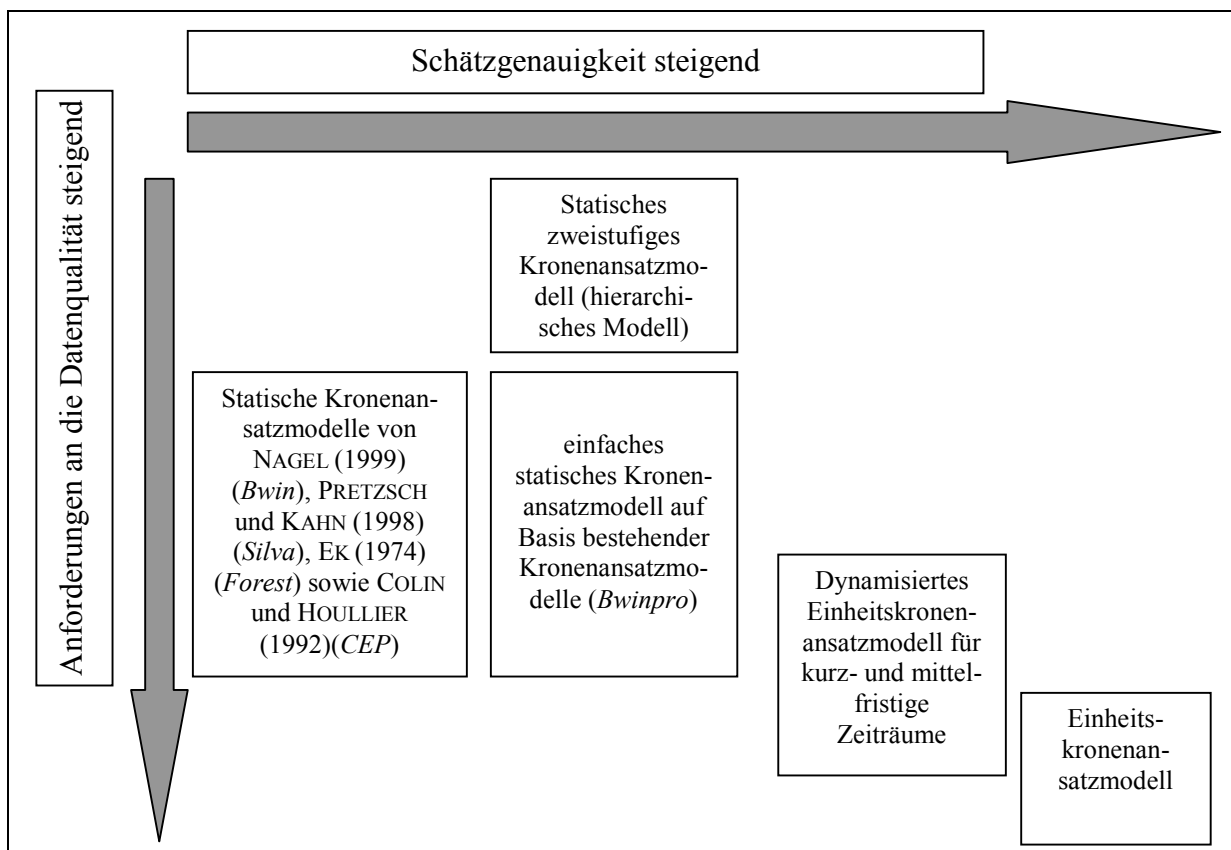 Schätzgenauigkeit steigend
Anforderungen an die Datenqualität steigend
Statisches
zweistufiges
Kronenansatzmo-
dell (hierarchi-
sches Modell)
Statische Kronenan-
satzmodelle von
NAGEL (1999)
(Bwin), PRETZSCH
und KAHN (1998)
(Silva), EK (1974)
(Forest) sowie COLIN
und HOULLIER
(1992)(CEP)
einfaches
statisches Kronen-
ansatzmodell auf
Basis bestehender
Kronenansatzmo-
delle (Bwinpro)
Dynamisiertes
Einheitskronen-
ansatzmodell für
kurz- und mittel-
fristige
Zeiträume
Einheits-
kronenan-
satzmodell